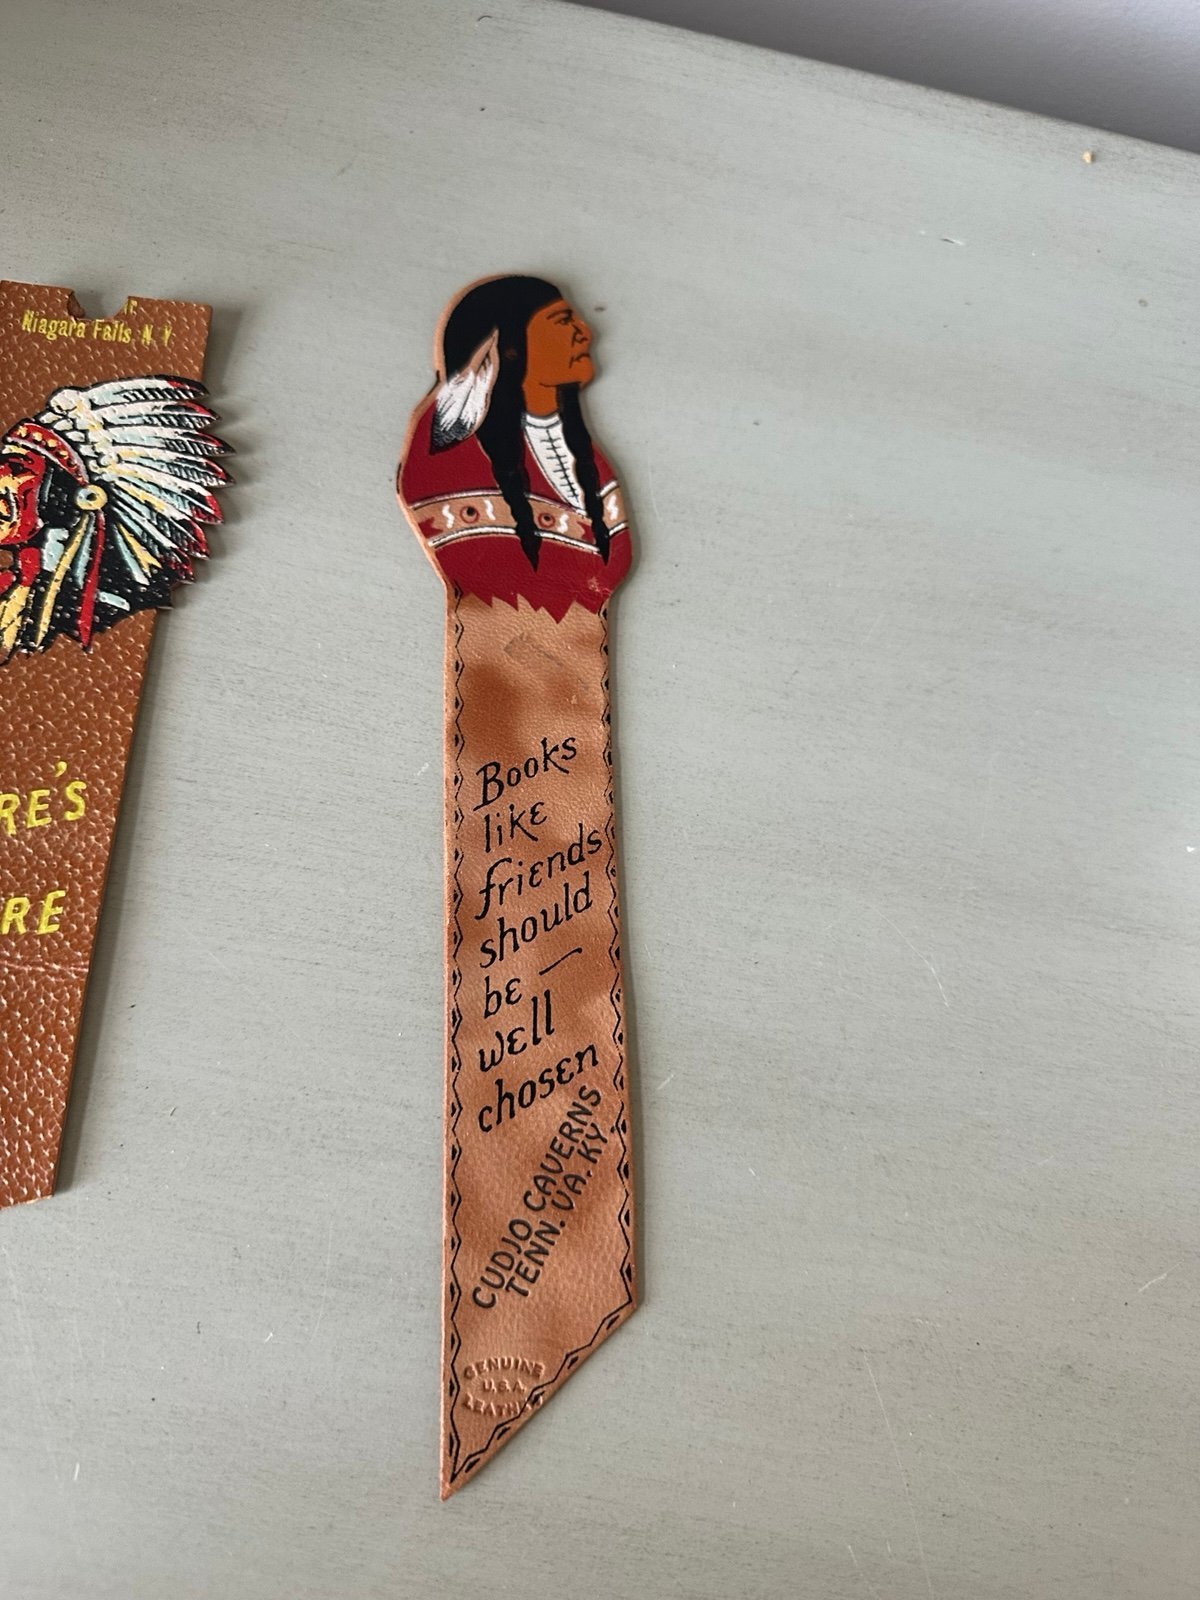 Niagara Falls, N.Y
RE'S
RE
Books
like
friends
should
be —
well
chosen
CUDJO CAVERNS
TENN. VA. KY.
GENUINE
U.S.A.
LEATHER